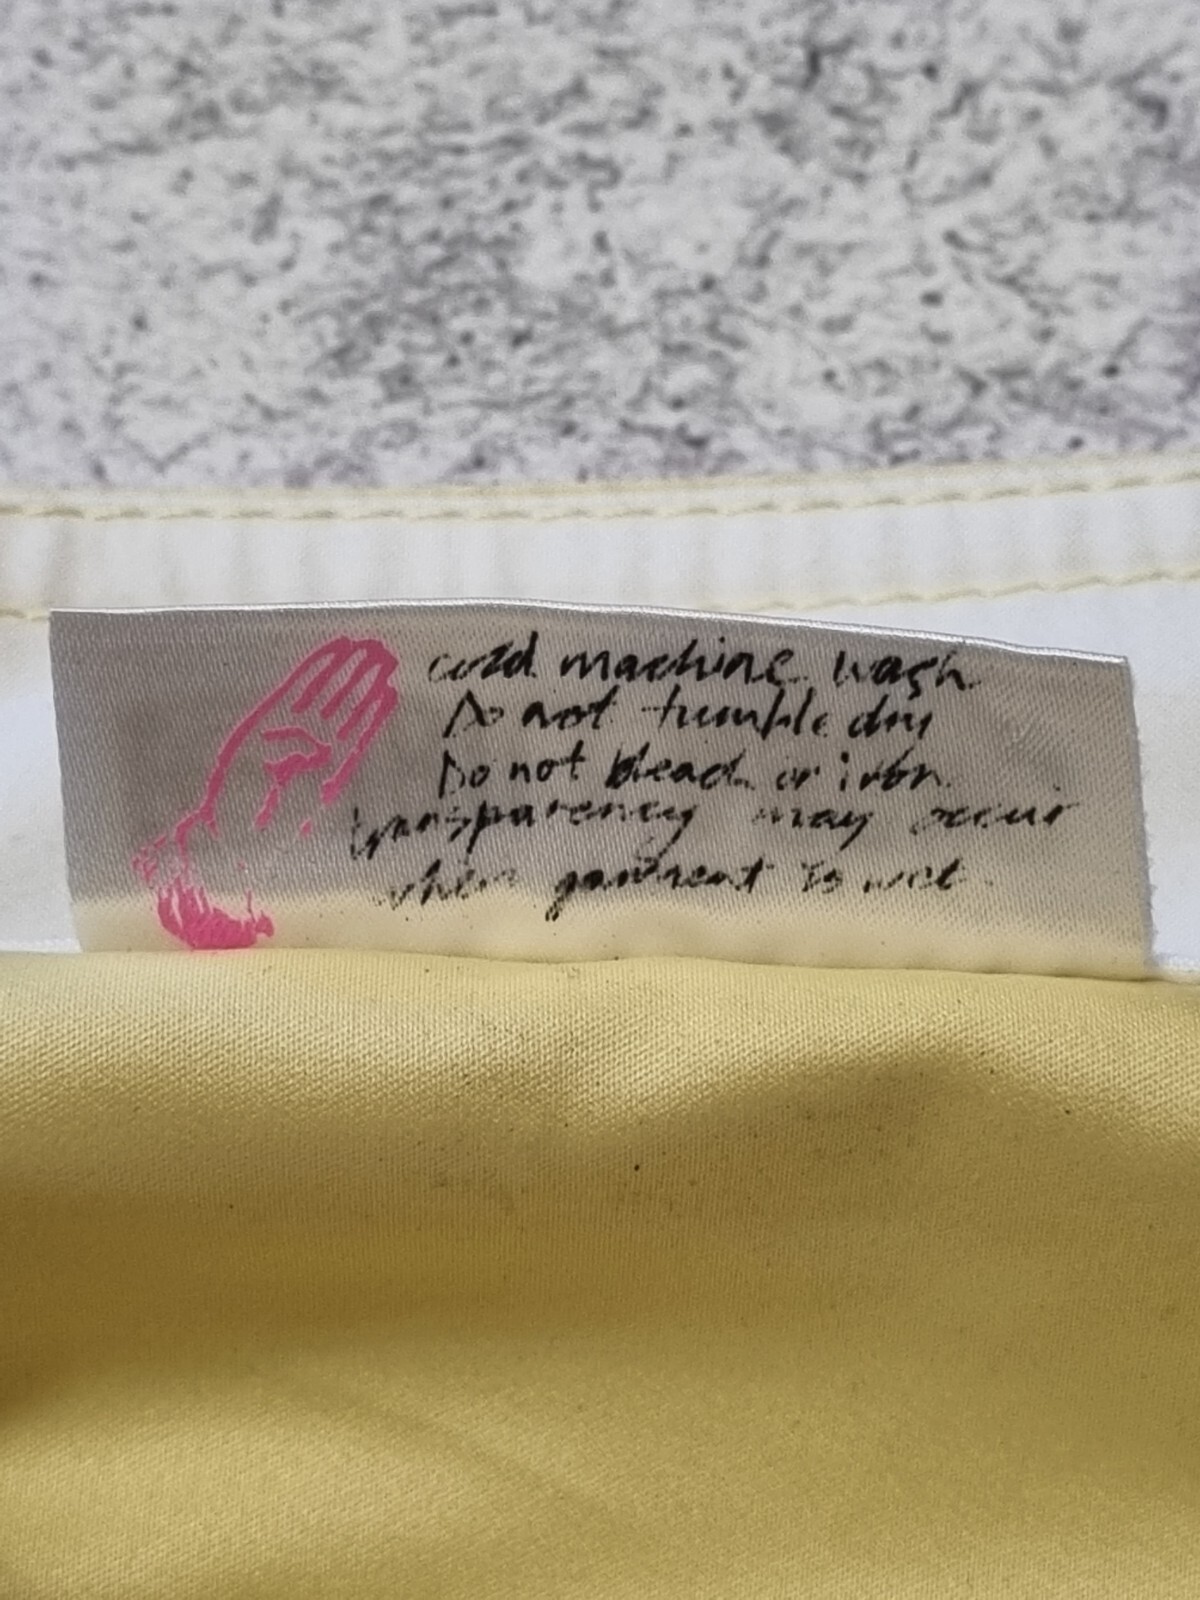 cold machine wash
Do not tumble dry
Do not bleach or iron.
transparency may occur
when garment is wet.